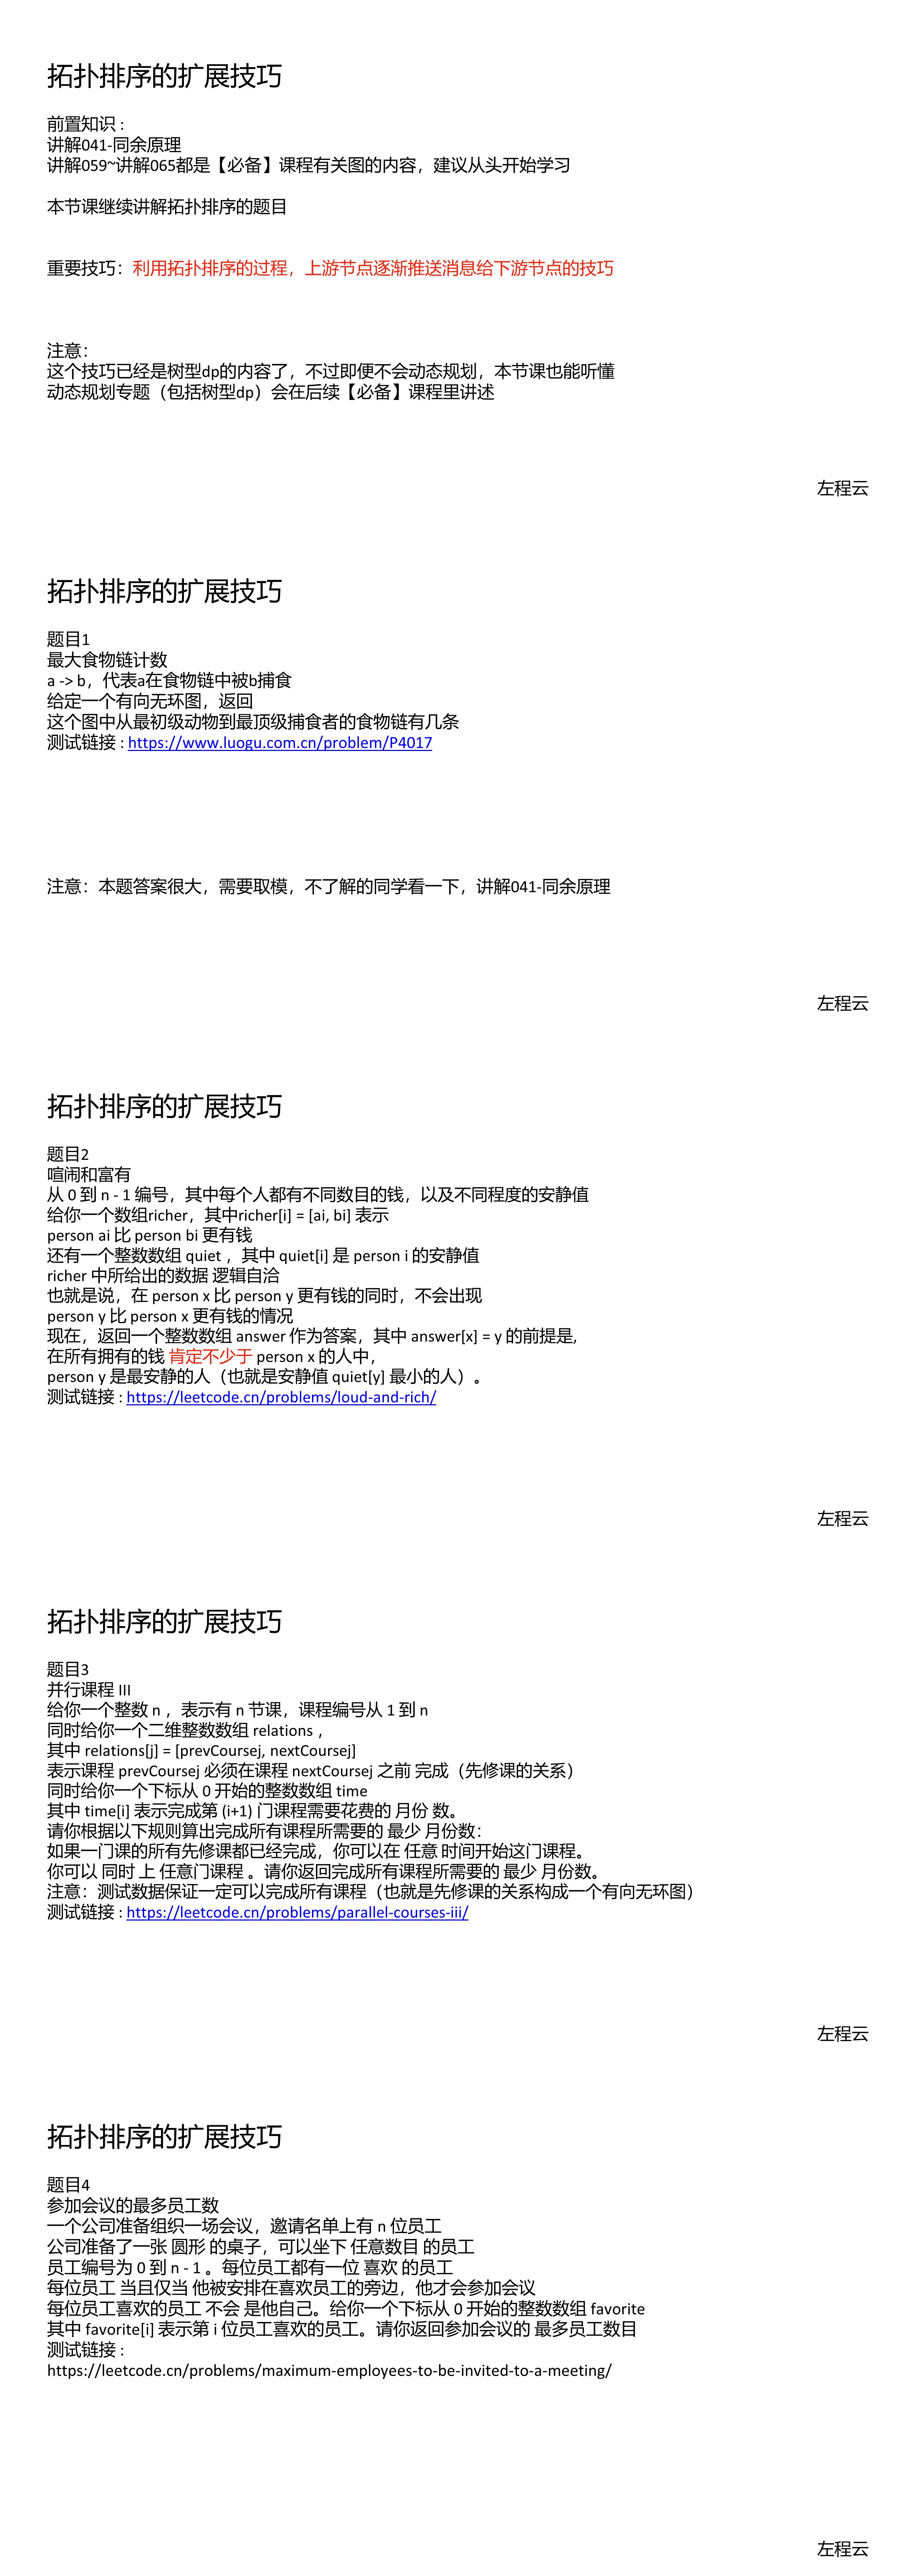 拓扑排序的扩展技巧
前置知识 :
讲解041-同余原理
讲解059~讲解065都是【必备】课程有关图的内容，建议从头开始学习
本节课继续讲解拓扑排序的题目
重要技巧：利用拓扑排序的过程，上游节点逐渐推送消息给下游节点的技巧
注意：
这个技巧已经是树型dp的内容了，不过即便不会动态规划，本节课也能听懂
动态规划专题（包括树型dp）会在后续【必备】课程里讲述
左程云
拓扑排序的扩展技巧
题目1
最大食物链计数
a -> b，代表a在食物链中被b捕食
给定一个有向无环图，返回
这个图中从最初级动物到最顶级捕食者的食物链有几条
测试链接 : https://www.luogu.com.cn/problem/P4017
注意：本题答案很大，需要取模，不了解的同学看一下，讲解041-同余原理
左程云
拓扑排序的扩展技巧
题目2
喧闹和富有
从 0 到 n - 1 编号，其中每个人都有不同数目的钱，以及不同程度的安静值
给你一个数组richer，其中richer[i] = [ai, bi] 表示
person ai 比 person bi 更有钱
还有一个整数数组 quiet ，其中 quiet[i] 是 person i 的安静值
richer 中所给出的数据 逻辑自洽
也就是说，在 person x 比 person y 更有钱的同时，不会出现
person y 比 person x 更有钱的情况
现在，返回一个整数数组 answer 作为答案，其中 answer[x] = y 的前提是,
在所有拥有的钱 肯定不少于 person x 的人中，
person y 是最安静的人（也就是安静值 quiet[y] 最小的人）。
测试链接 : https://leetcode.cn/problems/loud-and-rich/
左程云
拓扑排序的扩展技巧
题目3
并行课程 III
给你一个整数 n ，表示有 n 节课，课程编号从 1 到 n
同时给你一个二维整数数组 relations ，
其中 relations[j] = [prevCoursej, nextCoursej]
表示课程 prevCoursej 必须在课程 nextCoursej 之前 完成（先修课的关系）
同时给你一个下标从 0 开始的整数数组 time
其中 time[i] 表示完成第 (i+1) 门课程需要花费的 月份 数。
请你根据以下规则算出完成所有课程所需要的 最少 月份数：
如果一门课的所有先修课都已经完成，你可以在 任意 时间开始这门课程。
你可以 同时 上 任意门课程 。请你返回完成所有课程所需要的 最少 月份数。
注意：测试数据保证一定可以完成所有课程（也就是先修课的关系构成一个有向无环图）
测试链接 : https://leetcode.cn/problems/parallel-courses-iii/
左程云
拓扑排序的扩展技巧
题目4
参加会议的最多员工数
一个公司准备组织一场会议，邀请名单上有 n 位员工
公司准备了一张 圆形 的桌子，可以坐下 任意数目 的员工
员工编号为 0 到 n - 1 。每位员工都有一位 喜欢 的员工
每位员工 当且仅当 他被安排在喜欢员工的旁边，他才会参加会议
每位员工喜欢的员工 不会 是他自己。给你一个下标从 0 开始的整数数组 favorite
其中 favorite[i] 表示第 i 位员工喜欢的员工。请你返回参加会议的 最多员工数目
测试链接 :
https://leetcode.cn/problems/maximum-employees-to-be-invited-to-a-meeting/
左程云